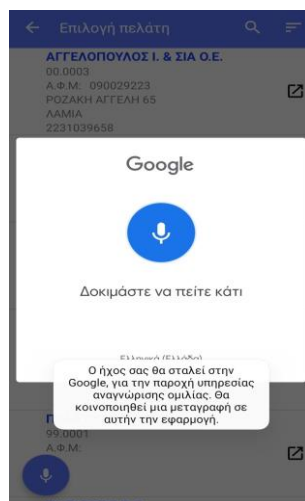 Επιλογή πελάτη
ΑΓΓΕΛΟΠΟΥΛΟΣ Ι. & ΣΙΑ Ο.Ε.
00.0003
Α.Φ.Μ: 090029223
ΡΟΖΑΚΗ ΑΓΓΕΛΗ 65
ΛΑΜΙΑ
2231039658
Google
Δοκιμάστε να πείτε κάτι
Ελληνικά (Ελλάδα)
Ο ήχος σας θα σταλεί στην
Google, για την παροχή υπηρεσίας
αναγνώρισης ομιλίας. Θα
κοινοποιηθεί μια μεταγραφή σε
αυτήν την εφαρμογή.
99.0001
Α.Φ.Μ: